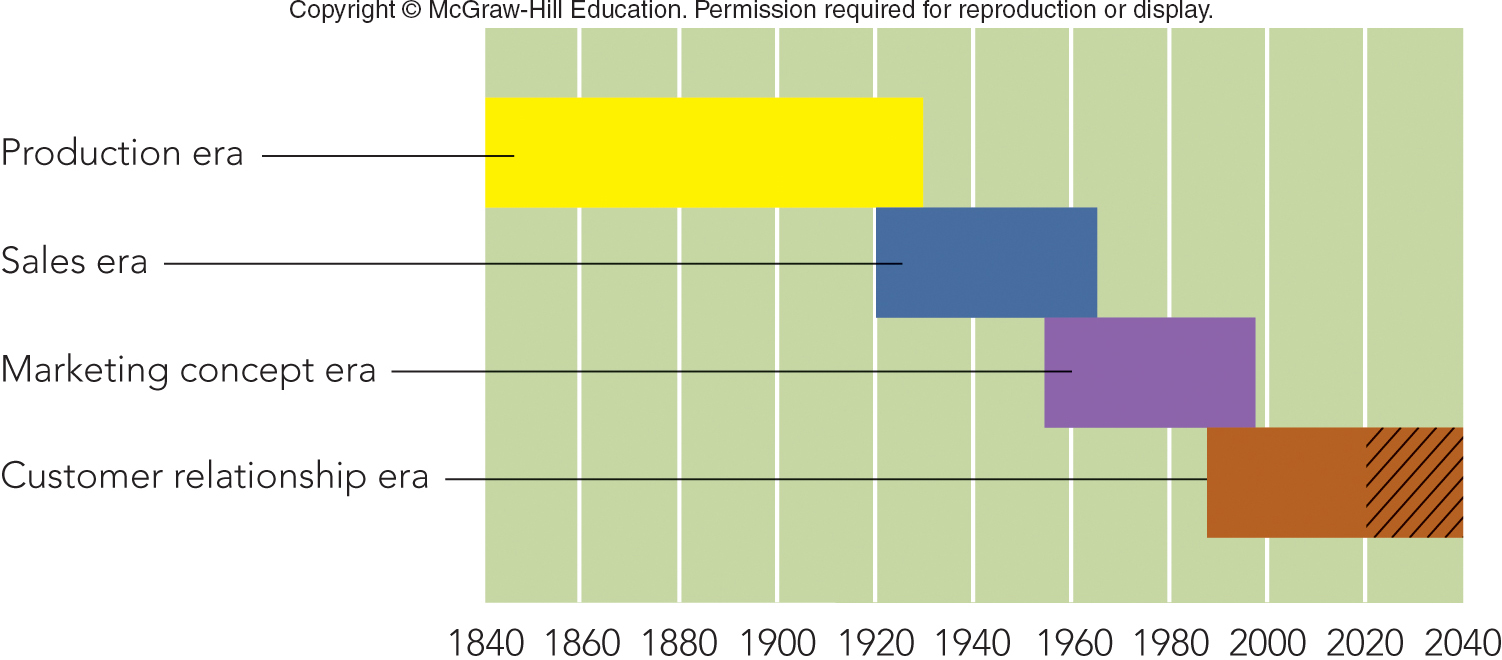 Copyright © McGraw-Hill Education. Permission required for reproduction or display.
Production era
Sales era
Marketing concept era
Customer relationship era
1840 1860 1880 1900 1920 1940 1960 1980 2000 2020 2040